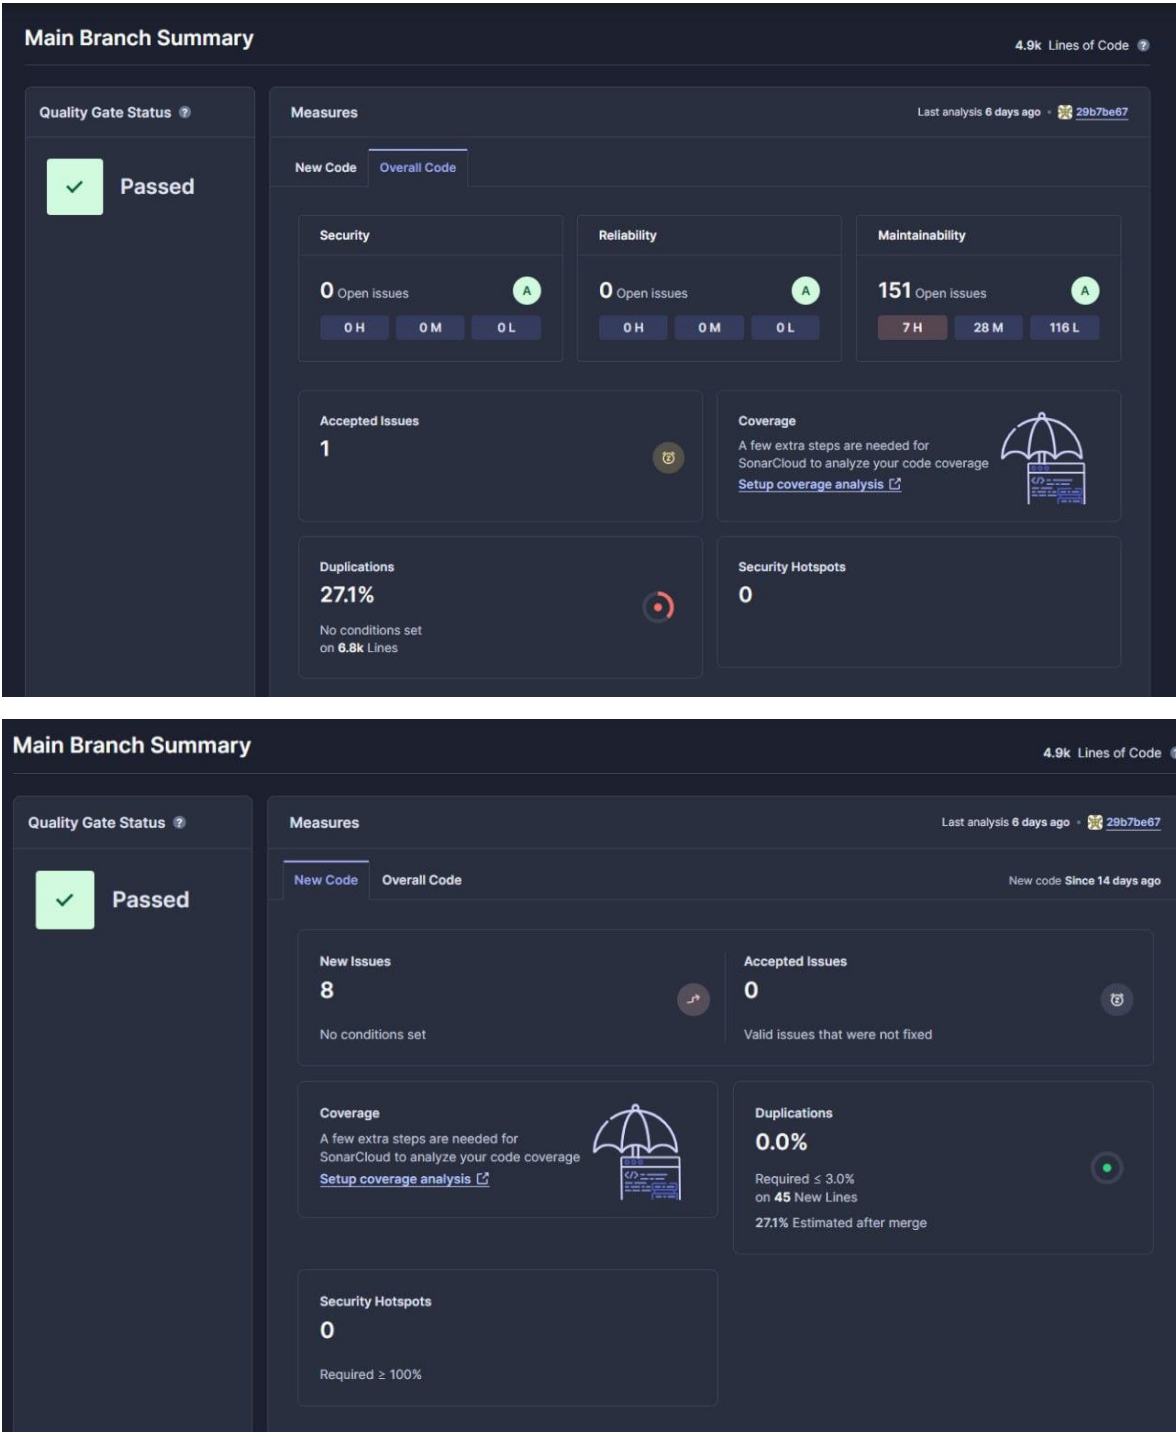 Main Branch Summary
4.9k Lines of Code ?
Quality Gate Status ?
Passed
Measures
Last analysis 6 days ago • 29b7be67
New Code Overall Code
Security
0 Open issues A
0 H 0 M 0 L
Reliability
0 Open issues A
0 H 0 M 0 L
Maintainability
151 Open issues A
7 H 28 M 116 L
Accepted Issues
1
Coverage
A few extra steps are needed for
SonarCloud to analyze your code coverage
Setup coverage analysis
Duplications
27.1%
No conditions set
on 6.8k Lines
Security Hotspots
0
Main Branch Summary
4.9k Lines of Code ?
Quality Gate Status ?
Passed
Measures
Last analysis 6 days ago • 29b7be67
New Code Overall Code
New code Since 14 days ago
New Issues
8
No conditions set
Accepted Issues
0
Valid issues that were not fixed
Coverage
A few extra steps are needed for
SonarCloud to analyze your code coverage
Setup coverage analysis
Duplications
0.0%
Required ≤ 3.0%
on 45 New Lines
27.1% Estimated after merge
Security Hotspots
0
Required ≥ 100%